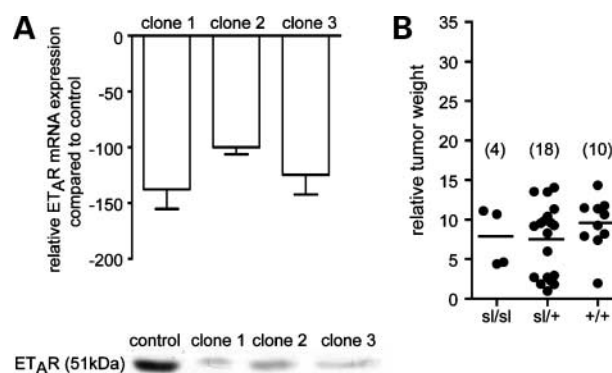 A
clone 1 clone 2 clone 3
relative ETAR mRNA expression
compared to control
0
-50
-100
-150
-200
control clone 1 clone 2 clone 3
ETAR (51kDa)
B
relative tumor weight
35
30
25
20
15
10
5
0
(4) (18) (10)
sl/sl sl/+ +/+